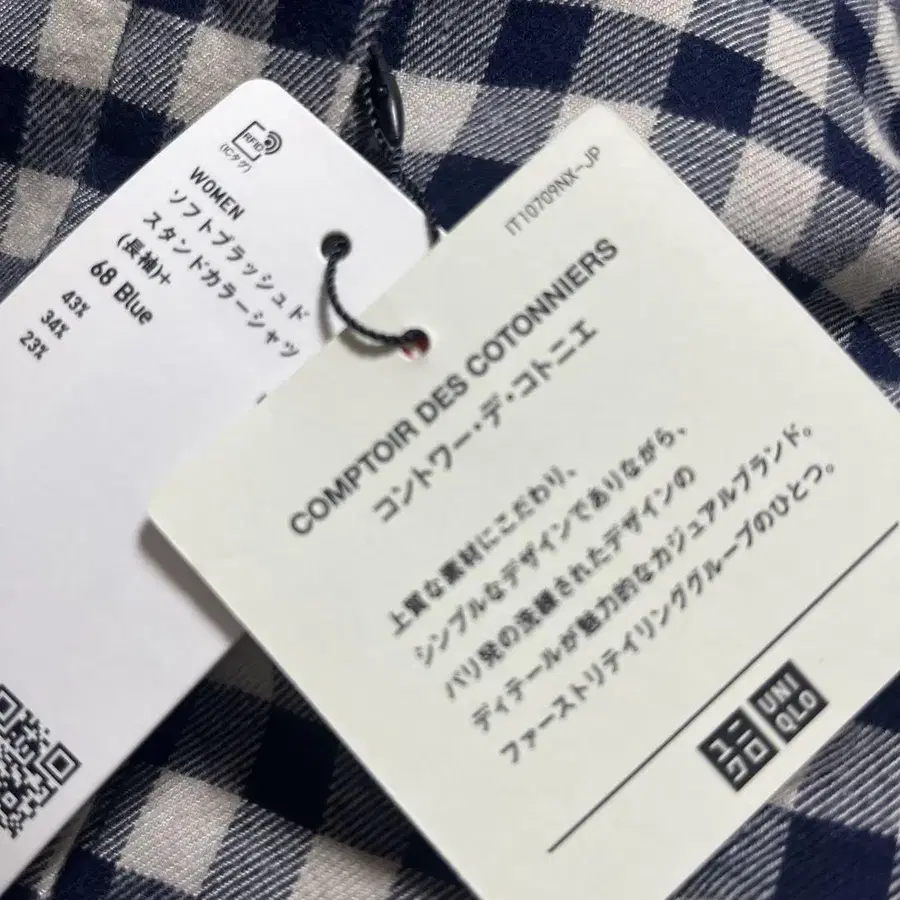 RFID
(ICタグ)
WOMEN
ソフトブラッシュド
スタンドカラーシャツ
(長袖)+
68 Blue
43%
34%
23%
IT10709NX-JP
COMPTOIR DES COTONNIERS
コントワー・デ・コトニエ
上質な素材にこだわり、
シンプルなデザインでありながら、
パリ発の洗練されたデザインの
ディテールが魅力的なカジュアルブランド。
ファーストリテイリンググループのひとつ。
ユニクロ
UNIQLO